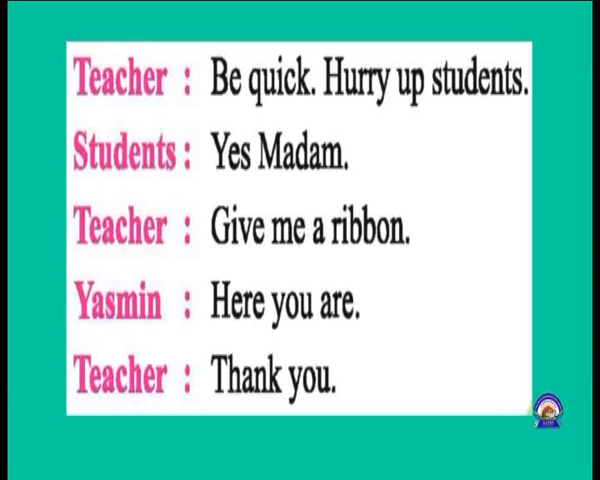 Teacher : Be quick. Hurry up students.
Students : Yes Madam.
Teacher : Give me a ribbon.
Yasmin : Here you are.
Teacher : Thank you.